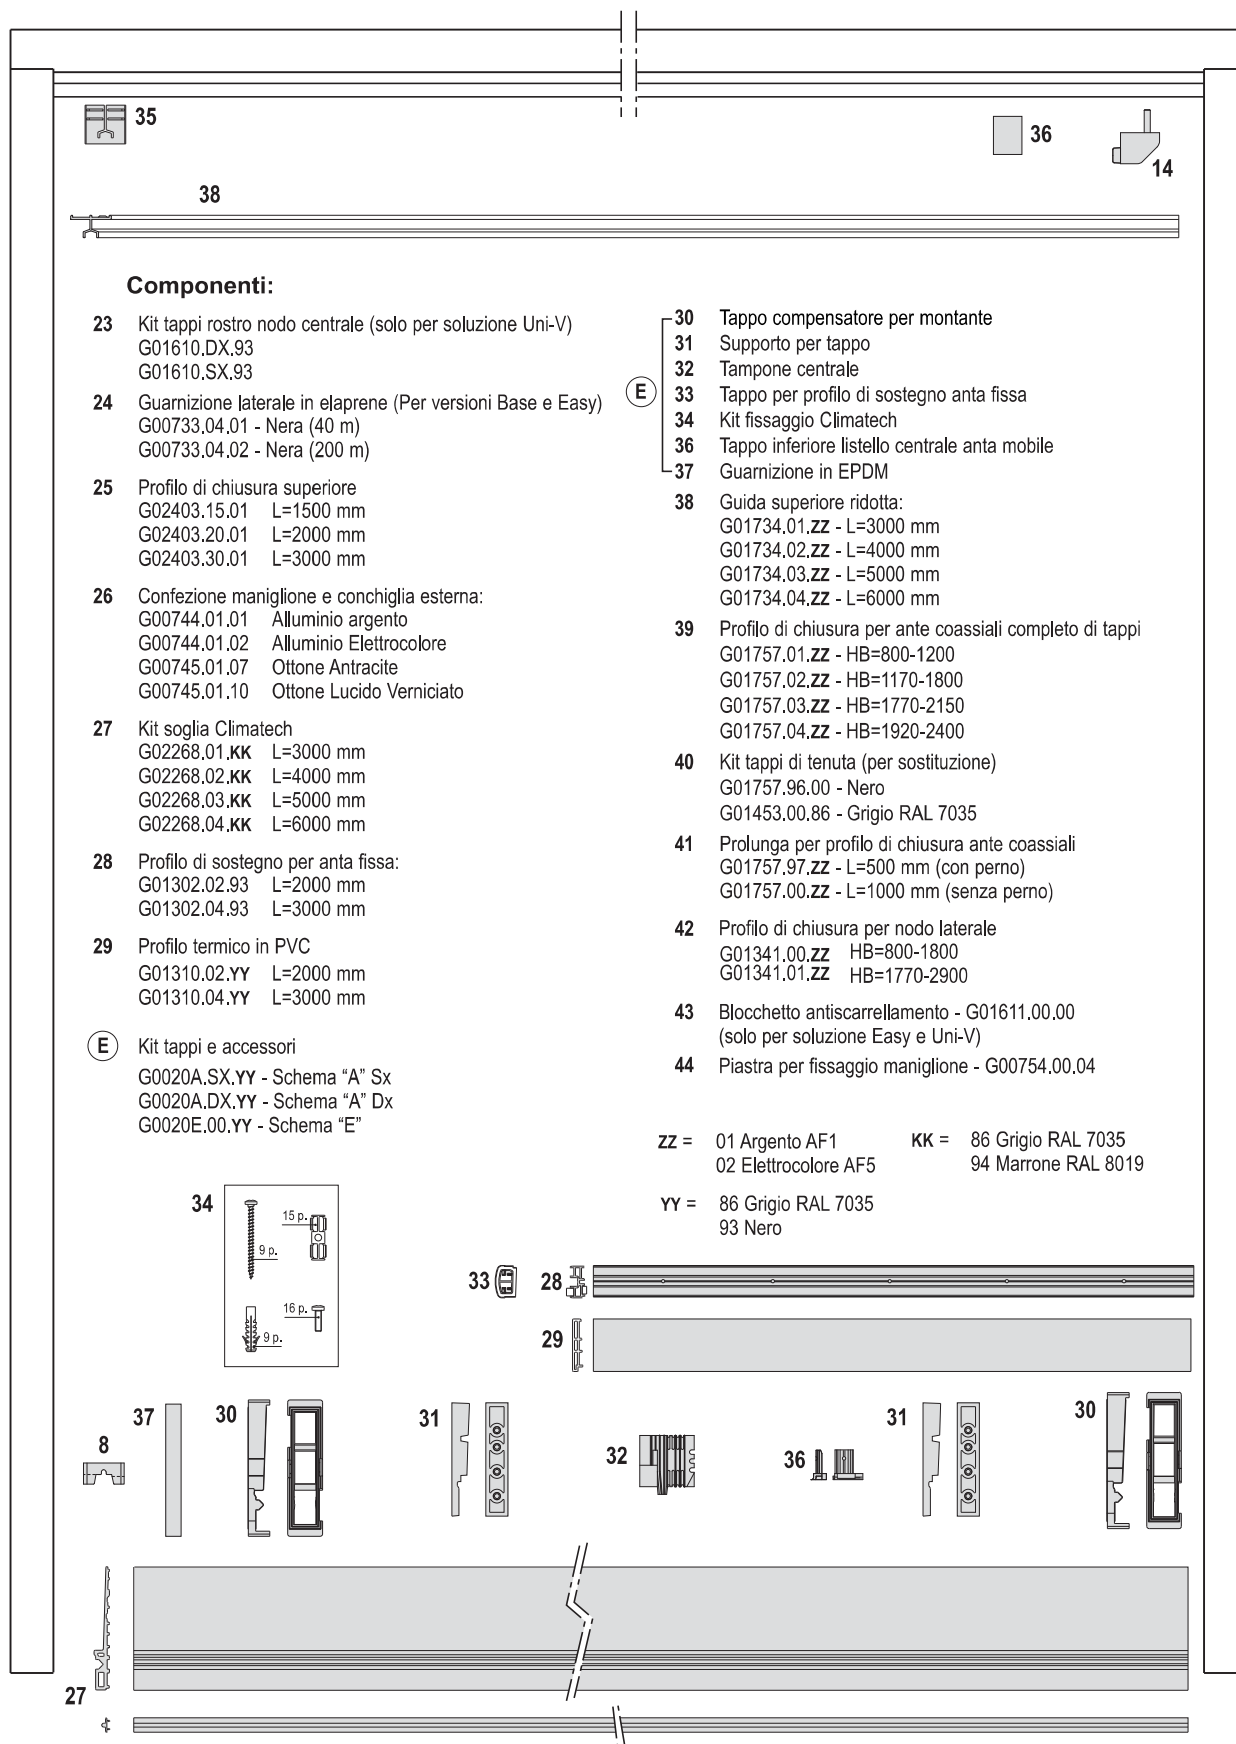 35
36
14
38
Componenti:
23 Kit tappi rostro nodo centrale (solo per soluzione Uni-V)
G01610.DX.93
G01610.SX.93
24 Guarnizione laterale in elaprene (Per versioni Base e Easy)
G00733.04.01 - Nera (40 m)
G00733.04.02 - Nera (200 m)
25 Profilo di chiusura superiore
G02403.15.01 L=1500 mm
G02403.20.01 L=2000 mm
G02403.30.01 L=3000 mm
26 Confezione maniglione e conchiglia esterna:
G00744.01.01 Alluminio argento
G00744.01.02 Alluminio Elettrocolore
G00745.01.07 Ottone Antracite
G00745.01.10 Ottone Lucido Verniciato
27 Kit soglia Climatech
G02268.01.KK L=3000 mm
G02268.02.KK L=4000 mm
G02268.03.KK L=5000 mm
G02268.04.KK L=6000 mm
28 Profilo di sostegno per anta fissa:
G01302.02.93 L=2000 mm
G01302.04.93 L=3000 mm
29 Profilo termico in PVC
G01310.02.YY L=2000 mm
G01310.04.YY L=3000 mm
E Kit tappi e accessori
G0020A.SX.YY - Schema “A” Sx
G0020A.DX.YY - Schema “A” Dx
G0020E.00.YY - Schema “E”
E
30 Tappo compensatore per montante
31 Supporto per tappo
32 Tampone centrale
33 Tappo per profilo di sostegno anta fissa
34 Kit fissaggio Climatech
36 Tappo inferiore listello centrale anta mobile
37 Guarnizione in EPDM
38 Guida superiore ridotta:
G01734.01.ZZ - L=3000 mm
G01734.02.ZZ - L=4000 mm
G01734.03.ZZ - L=5000 mm
G01734.04.ZZ - L=6000 mm
39 Profilo di chiusura per ante coassiali completo di tappi
G01757.01.ZZ - HB=800-1200
G01757.02.ZZ - HB=1170-1800
G01757.03.ZZ - HB=1770-2150
G01757.04.ZZ - HB=1920-2400
40 Kit tappi di tenuta (per sostituzione)
G01757.96.00 - Nero
G01453.00.86 - Grigio RAL 7035
41 Prolunga per profilo di chiusura ante coassiali
G01757.97.ZZ - L=500 mm (con perno)
G01757.00.ZZ - L=1000 mm (senza perno)
42 Profilo di chiusura per nodo laterale
G01341.00.ZZ HB=800-1800
G01341.01.ZZ HB=1770-2900
43 Blocchetto antiscarrellamento - G01611.00.00
(solo per soluzione Easy e Uni-V)
44 Piastra per fissaggio maniglione - G00754.00.04
ZZ = 01 Argento AF1 KK = 86 Grigio RAL 7035
02 Elettrocolore AF5 94 Marrone RAL 8019
YY = 86 Grigio RAL 7035
93 Nero
34
15 p.
9 p.
16 p.
9 p.
33
28
29
37
30
31
31
30
8
32
36
27